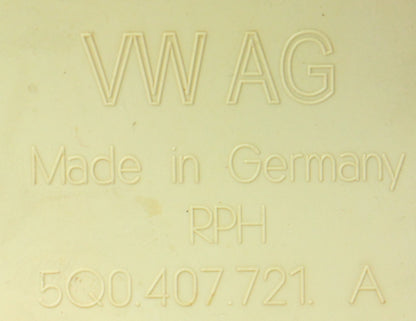 VW AG
Made in Germany
RPH
5Q0.407.721. A